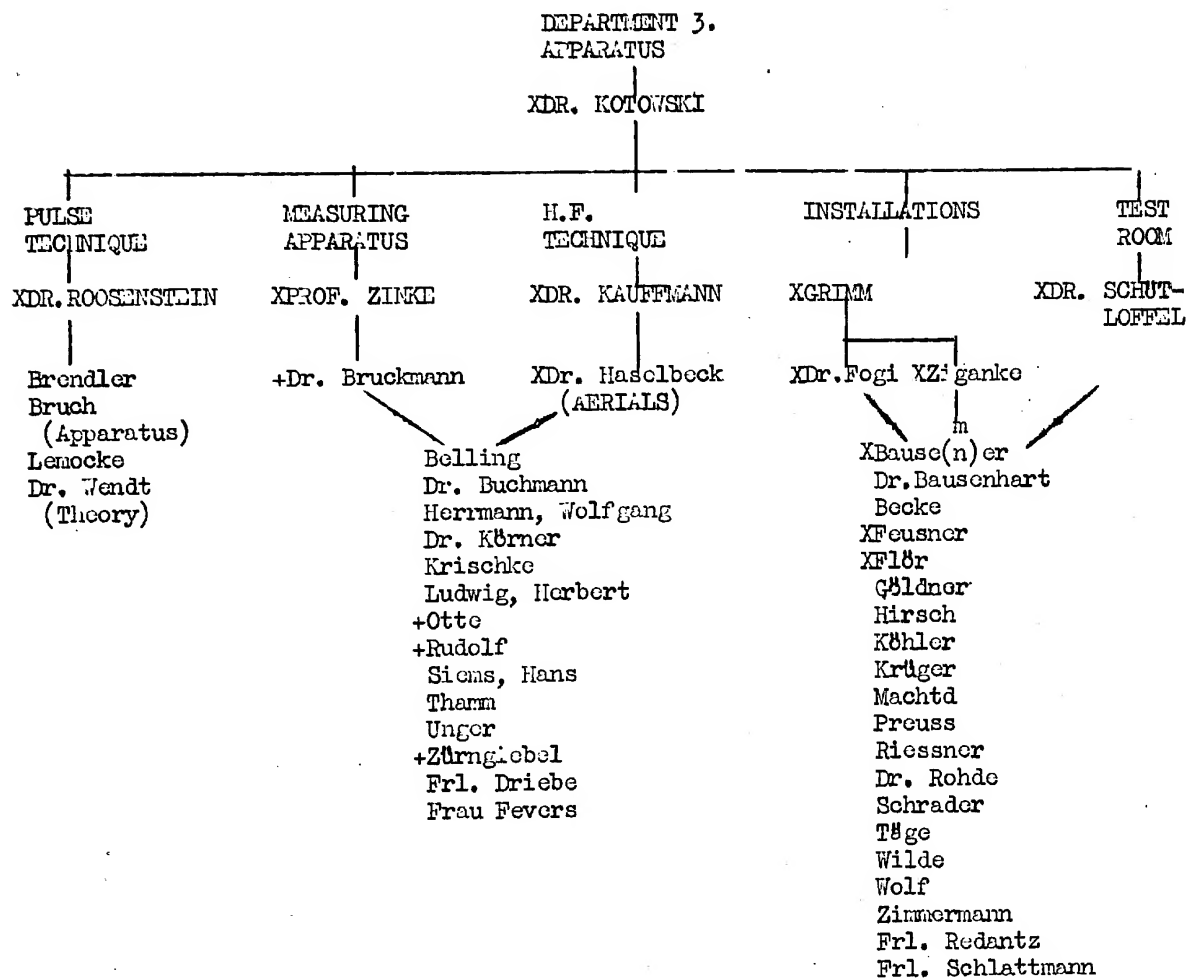 DEPARTMENT 3.
APPARATUS
XDR. KOTOWSKI
PULSE
TECHNIQUE
XDR.ROOSENSTEIN
Brendler
Bruch
(Apparatus)
Lemocke
Dr. Wendt
(Theory)
MEASURING
APPARATUS
XPROF. ZINKE
+Dr. Bruckmann
H.F.
TECHNIQUE
XDR. KAUFFMANN
XDr. Haselbeck
(AERIALS)
Belling
Dr. Buchmann
Herrmann, Wolfgang
Dr. Körner
Krischke
Ludwig, Herbert
+Otte
+Rudolf
Siems, Hans
Thamm
Unger
+Zürngiebel
Frl. Driebe
Frau Fevers
INSTALLATIONS
XGRIMM
XDr.Fogi XZiganke
TEST
ROOM
XDR. SCHUT-
LOFFEL
m
XBause(n)er
Dr.Bausenhart
Becke
XFeusner
XFlör
Göldner
Hirsch
Köhler
Krüger
Machtd
Preuss
Riessner
Dr. Rohde
Schrader
Täge
Wilde
Wolf
Zimmermann
Frl. Redantz
Frl. Schlattmann